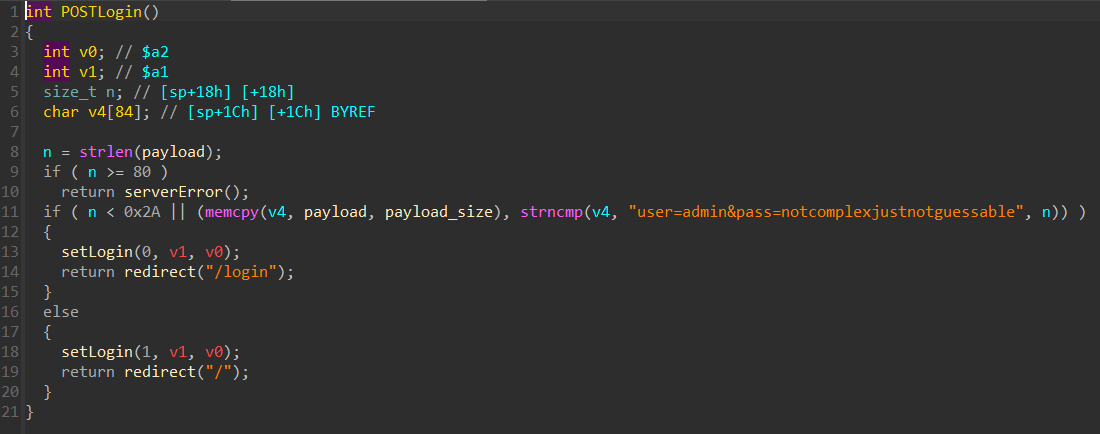 1 int POSTLogin()
2 {
3 int v0; // $a2
4 int v1; // $a1
5 size_t n; // [sp+18h] [+18h]
6 char v4[84]; // [sp+1Ch] [+1Ch] BYREF
7
8 n = strlen(payload);
9 if ( n >= 80 )
10 return serverError();
11 if ( n < 0x2A || (memcpy(v4, payload, payload_size), strncmp(v4, "user=admin&pass=notcomplexjustnotguessable", n)) )
12 {
13 setLogin(0, v1, v0);
14 return redirect("/login");
15 }
16 else
17 {
18 setLogin(1, v1, v0);
19 return redirect("/");
20 }
21 }